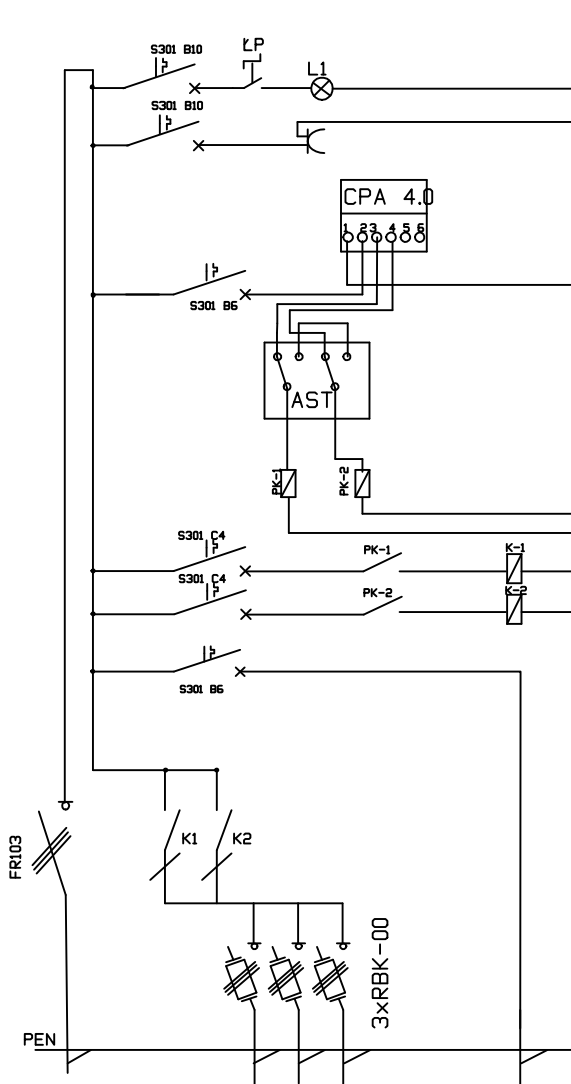 S301 B10
ŁP
L1
S301 B10
CPA 4.0
1 2 3 4 5 6
S301 B6
AST
PK-1
PK-2
S301 C4
PK-1
K-1
S301 C4
PK-2
K-2
S301 B6
K1
K2
FR103
3xRBK-00
PEN